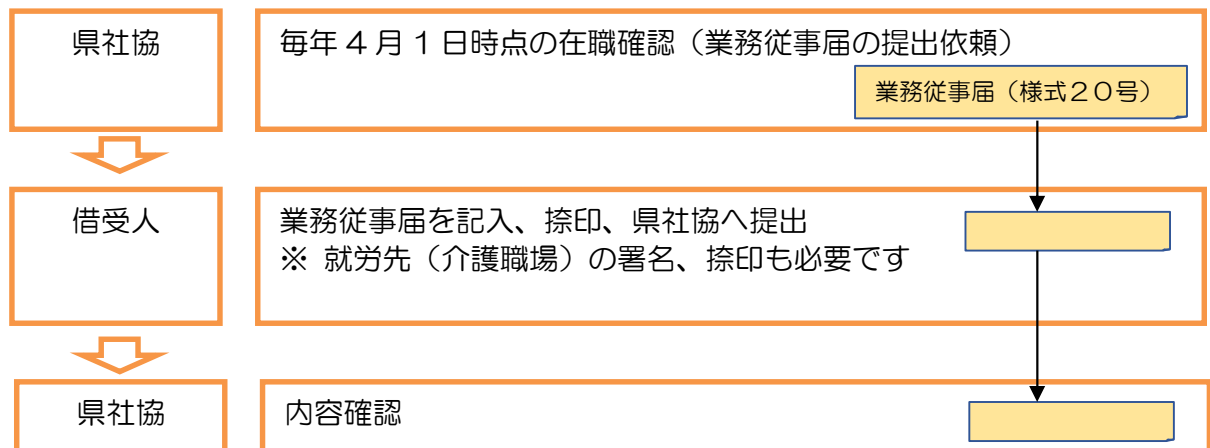 県社協
毎年４月１日時点の在職確認（業務従事届の提出依頼）
業務従事届（様式２０号）
借受人
業務従事届を記入、捺印、県社協へ提出
※ 就労先（介護職場）の署名、捺印も必要です
県社協
内容確認